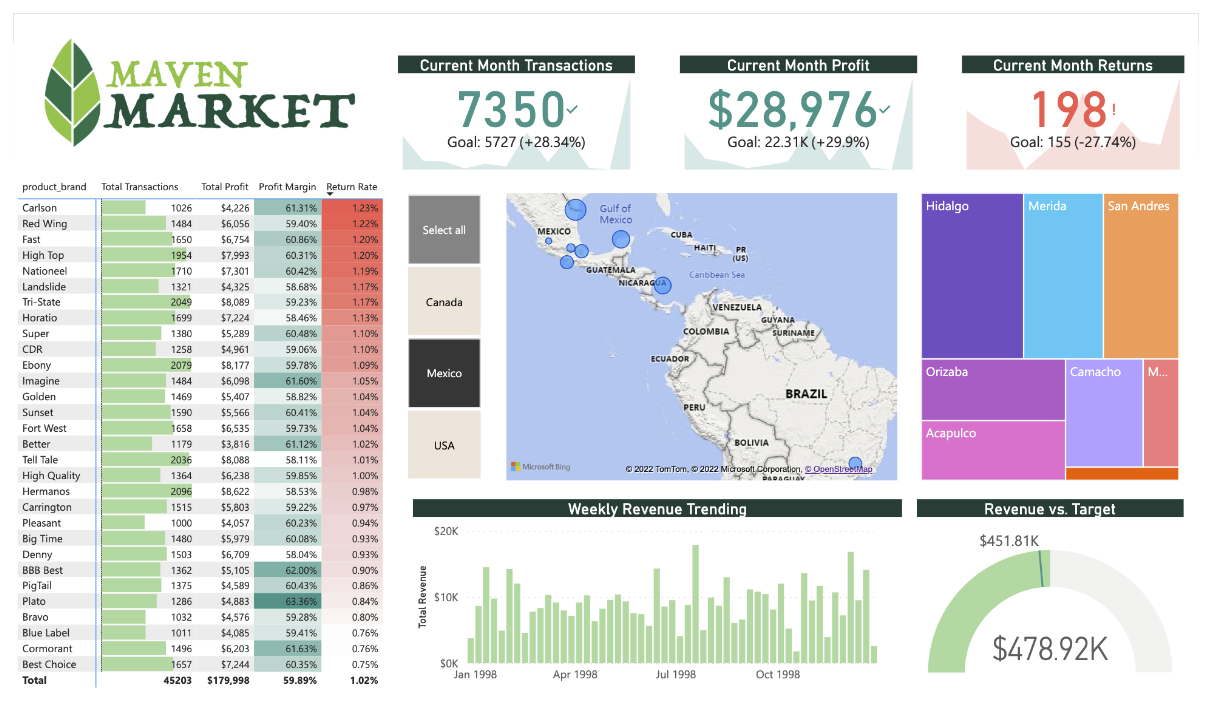 MAVEN
MARKET
Current Month Transactions
7350
Goal: 5727 (+28.34%)
Current Month Profit
$28,976
Goal: 22.31K (+29.9%)
Current Month Returns
198!
Goal: 155 (-27.74%)
product_brand Total Transactions Total Profit Profit Margin Return Rate
Carlson 1026 $4,226 61.31% 1.23%
Red Wing 1484 $6,056 59.40% 1.22%
Fast 1650 $6,754 60.86% 1.20%
High Top 1954 $7,993 60.31% 1.20%
Nationeel 1710 $7,301 60.42% 1.19%
Landslide 1321 $4,325 58.68% 1.17%
Tri-State 2049 $8,089 59.23% 1.17%
Horatio 1699 $7,224 58.46% 1.13%
Super 1380 $5,289 60.48% 1.10%
CDR 1258 $4,961 59.06% 1.10%
Ebony 2079 $8,177 59.78% 1.09%
Imagine 1484 $6,098 61.60% 1.05%
Golden 1469 $5,407 58.82% 1.04%
Sunset 1590 $5,566 60.41% 1.04%
Fort West 1658 $6,535 59.73% 1.04%
Better 1179 $3,816 61.12% 1.02%
Tell Tale 2036 $8,088 58.11% 1.01%
High Quality 1364 $6,238 59.85% 1.00%
Hermanos 2096 $8,622 58.53% 0.98%
Carrington 1515 $5,803 59.22% 0.97%
Pleasant 1000 $4,057 60.23% 0.94%
Big Time 1480 $5,979 60.08% 0.93%
Denny 1503 $6,709 58.04% 0.93%
BBB Best 1362 $5,105 62.00% 0.90%
PigTail 1375 $4,589 60.43% 0.86%
Plato 1286 $4,883 63.36% 0.84%
Bravo 1032 $4,576 59.28% 0.80%
Blue Label 1011 $4,085 59.41% 0.76%
Cormorant 1496 $6,203 61.63% 0.76%
Best Choice 1657 $7,244 60.35% 0.75%
Total 45203 $179,998 59.89% 1.02%
Select all
Canada
Mexico
USA
Gulf of
Mexico
MEXICO
CUBA
HAITI
PR
(US)
GUATEMALA
Caribbean Sea
NICARAGUA
VENEZUELA
GUYANA
COLOMBIA
SURINAME
ECUADOR
BRAZIL
PERU
BOLIVIA
PARAGUAY
Microsoft Bing
© 2022 TomTom, © 2022 Microsoft Corporation, © OpenStreetMap
Hidalgo
Merida
San Andres
Orizaba
Camacho
M...
Acapulco
Weekly Revenue Trending
Total Revenue
$20K
$10K
$0K
Jan 1998 Apr 1998 Jul 1998 Oct 1998
Revenue vs. Target
$451.81K
$478.92K